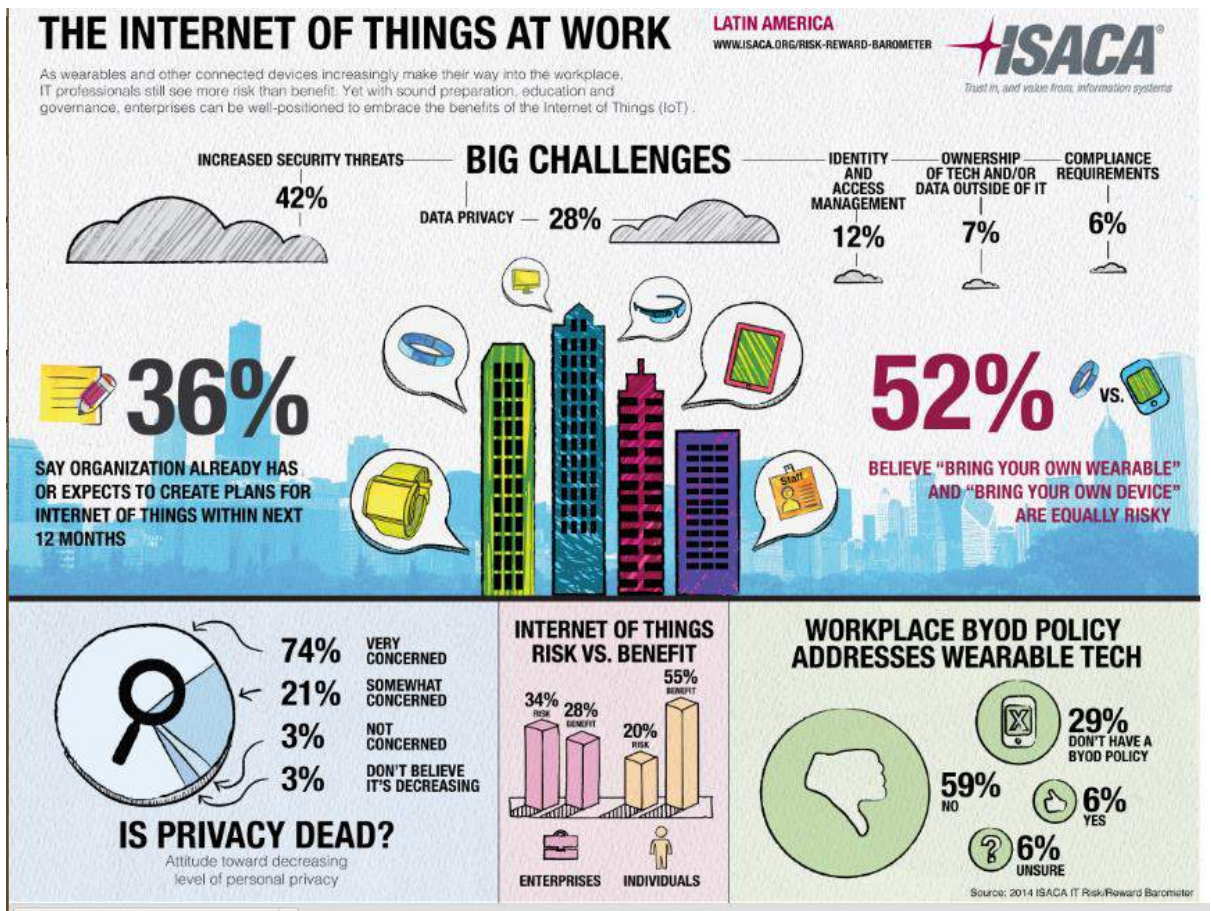 THE INTERNET OF THINGS AT WORK
LATIN AMERICA
WWW.ISACA.ORG/RISK-REWARD-BAROMETER
ISACA®
Trust in, and value from, information systems
As wearables and other connected devices increasingly make their way into the workplace,
IT professionals still see more risk than benefit. Yet with sound preparation, education and
governance, enterprises can be well-positioned to embrace the benefits of the Internet of Things (IoT) .
BIG CHALLENGES
INCREASED SECURITY THREATS
42%
DATA PRIVACY
28%
IDENTITY
AND
ACCESS
MANAGEMENT
12%
OWNERSHIP
OF TECH AND/OR
DATA OUTSIDE OF IT
7%
COMPLIANCE
REQUIREMENTS
6%
36%
SAY ORGANIZATION ALREADY HAS
OR EXPECTS TO CREATE PLANS FOR
INTERNET OF THINGS WITHIN NEXT
12 MONTHS
Staff
52%
VS.
BELIEVE “BRING YOUR OWN WEARABLE”
AND “BRING YOUR OWN DEVICE”
ARE EQUALLY RISKY
74%
VERY
CONCERNED
21%
SOMEWHAT
CONCERNED
3%
NOT
CONCERNED
3%
DON'T BELIEVE
IT'S DECREASING
IS PRIVACY DEAD?
Attitude toward decreasing
level of personal privacy
INTERNET OF THINGS
RISK VS. BENEFIT
34%
RISK
28%
BENEFIT
20%
RISK
55%
BENEFIT
ENTERPRISES
INDIVIDUALS
WORKPLACE BYOD POLICY
ADDRESSES WEARABLE TECH
59%
NO
X
29%
DON'T HAVE A
BYOD POLICY
6%
YES
?
6%
UNSURE
Source: 2014 ISACA IT Risk/Reward Barometer